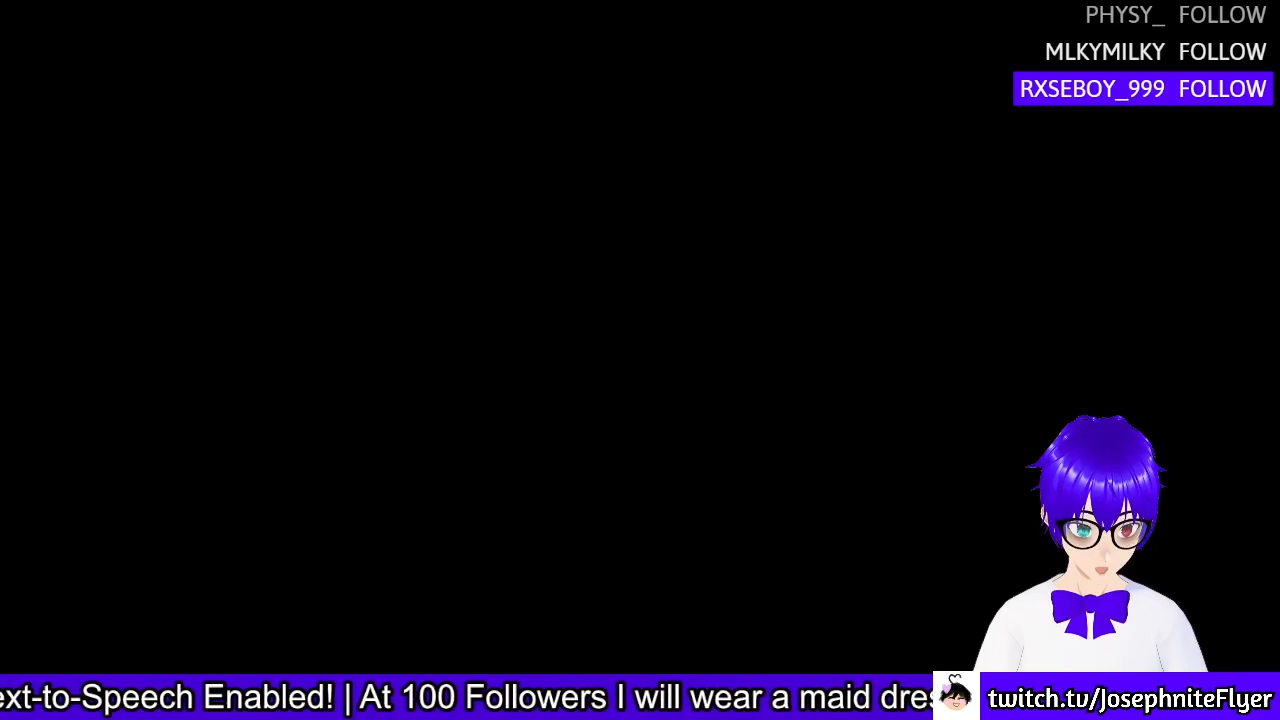 PHYSY_ FOLLOW
MLKYMILKY FOLLOW
RXSEBOY_999 FOLLOW
ext-to-Speech Enabled! | At 100 Followers I will wear a maid dres
twitch.tv/JosephniteFlyer